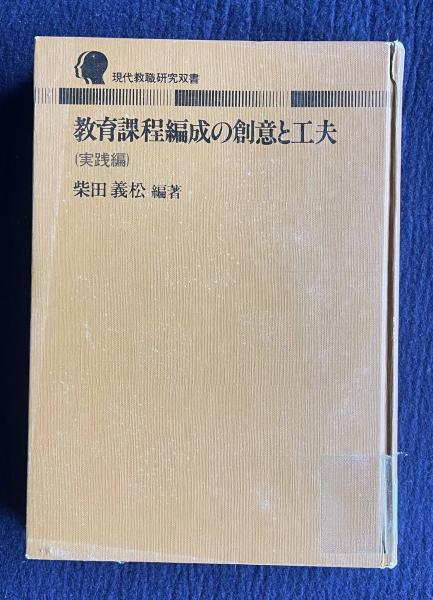 現代教職研究双書
教育課程編成の創意と工夫
(実践編)
柴田義松 編著